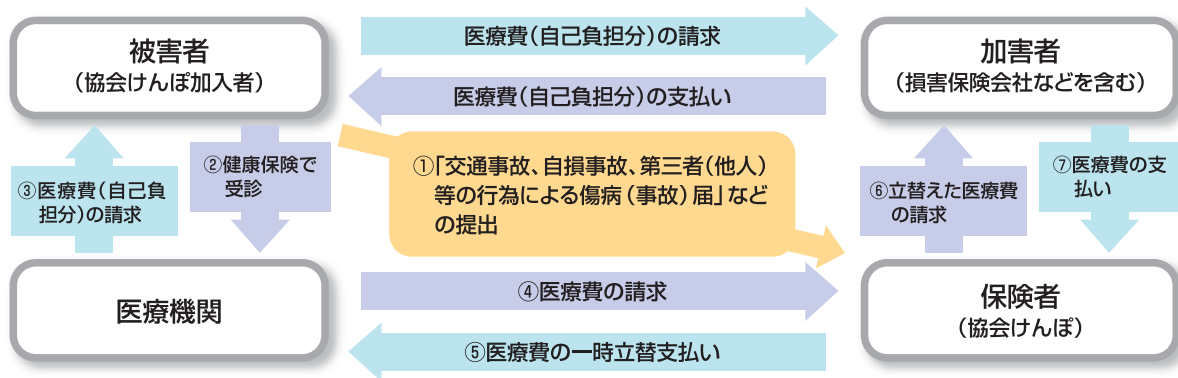 被害者
(協会けんぽ加入者)
医療費(自己負担分)の請求
加害者
(損害保険会社などを含む)
医療費(自己負担分)の支払い
③医療費(自己負
担分)の請求
②健康保険で
受診
①「交通事故、自損事故、第三者(他人)
等の行為による傷病(事故)届」など
の提出
⑥立替えた医療費
の請求
⑦医療費の支
払い
医療機関
④医療費の請求
⑤医療費の一時立替支払い
保険者
(協会けんぽ)